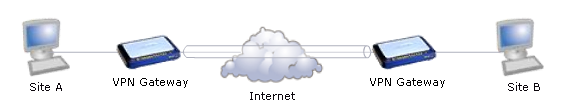 Site A
VPN Gateway
Internet
VPN Gateway
Site B